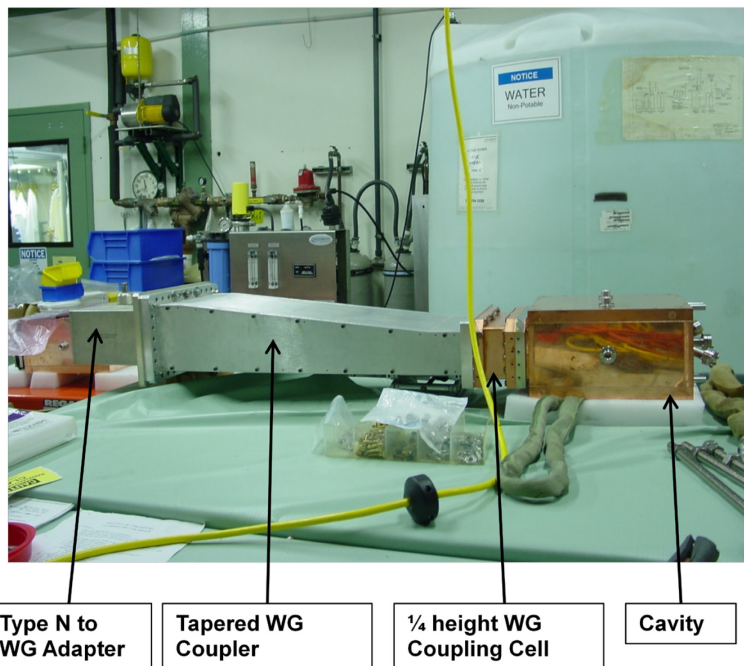 NOTICE
WATER
Non-Potable
NOTICE
Type N to
WG Adapter
Tapered WG
Coupler
¼ height WG
Coupling Cell
Cavity